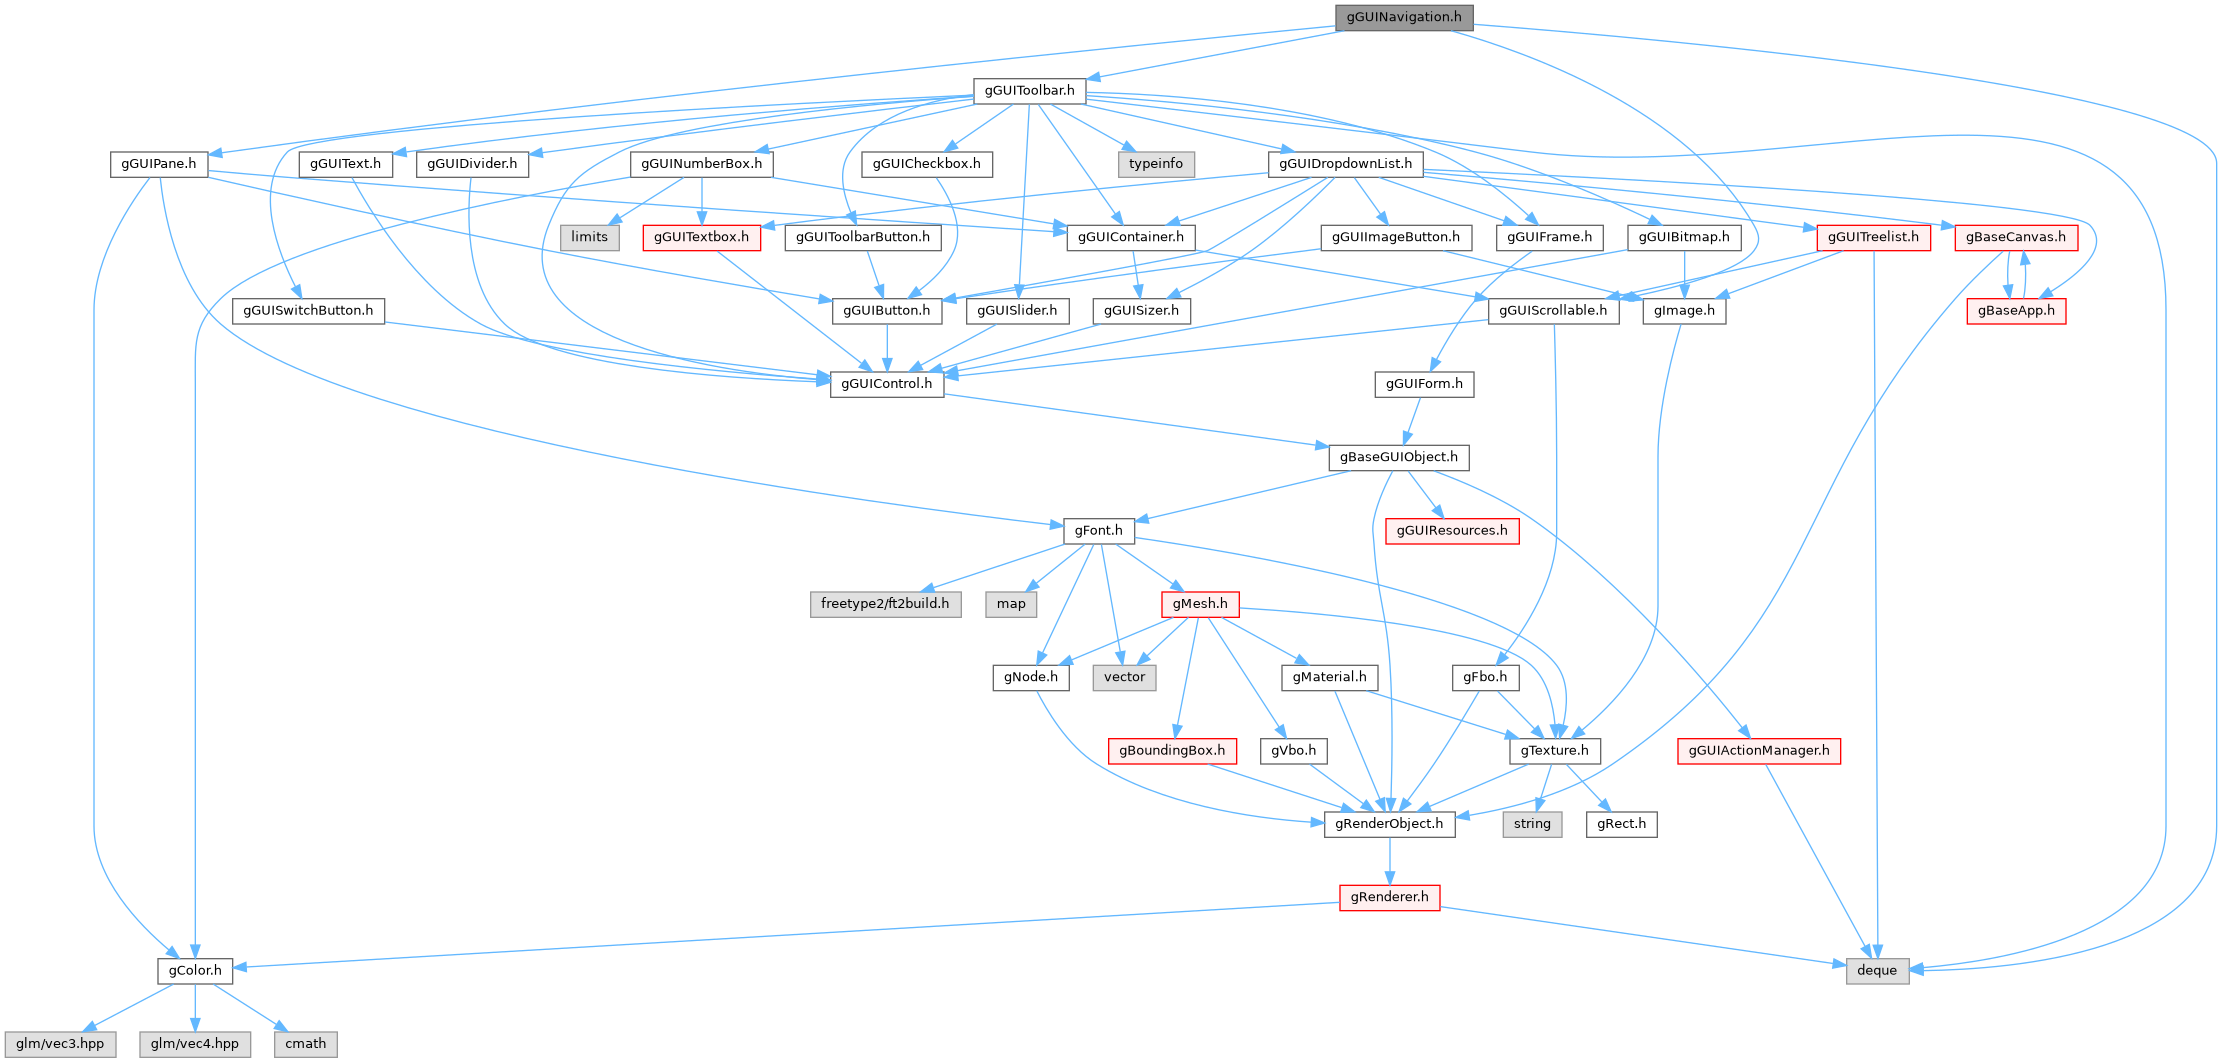 gGUINavigation.h
gGUIToolbar.h
gGUIPane.h
gGUIText.h
gGUIDivider.h
gGUINumberBox.h
gGUICheckbox.h
typeinfo
gGUIDropdownList.h
limits
gGUITextbox.h
gGUIToolbarButton.h
gGUIContainer.h
gGUIImageButton.h
gGUIFrame.h
gGUIBitmap.h
gGUITreelist.h
gBaseCanvas.h
gGUISwitchButton.h
gGUIButton.h
gGUISlider.h
gGUISizer.h
gGUIScrollable.h
gImage.h
gBaseApp.h
gGUIControl.h
gGUIForm.h
gBaseGUIObject.h
gFont.h
gGUIResources.h
freetype2/ft2build.h
map
gMesh.h
gNode.h
vector
gMaterial.h
gFbo.h
gBoundingBox.h
gVbo.h
gTexture.h
gGUIActionManager.h
gRenderObject.h
string
gRect.h
gRenderer.h
gColor.h
deque
glm/vec3.hpp
glm/vec4.hpp
cmath